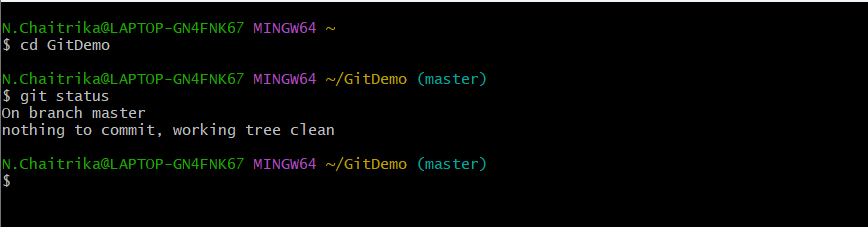 N.Chaitrika@LAPTOP-GN4FNK67 MINGW64 ~
$ cd GitDemo
N.Chaitrika@LAPTOP-GN4FNK67 MINGW64 ~/GitDemo (master)
$ git status
On branch master
nothing to commit, working tree clean
N.Chaitrika@LAPTOP-GN4FNK67 MINGW64 ~/GitDemo (master)
$